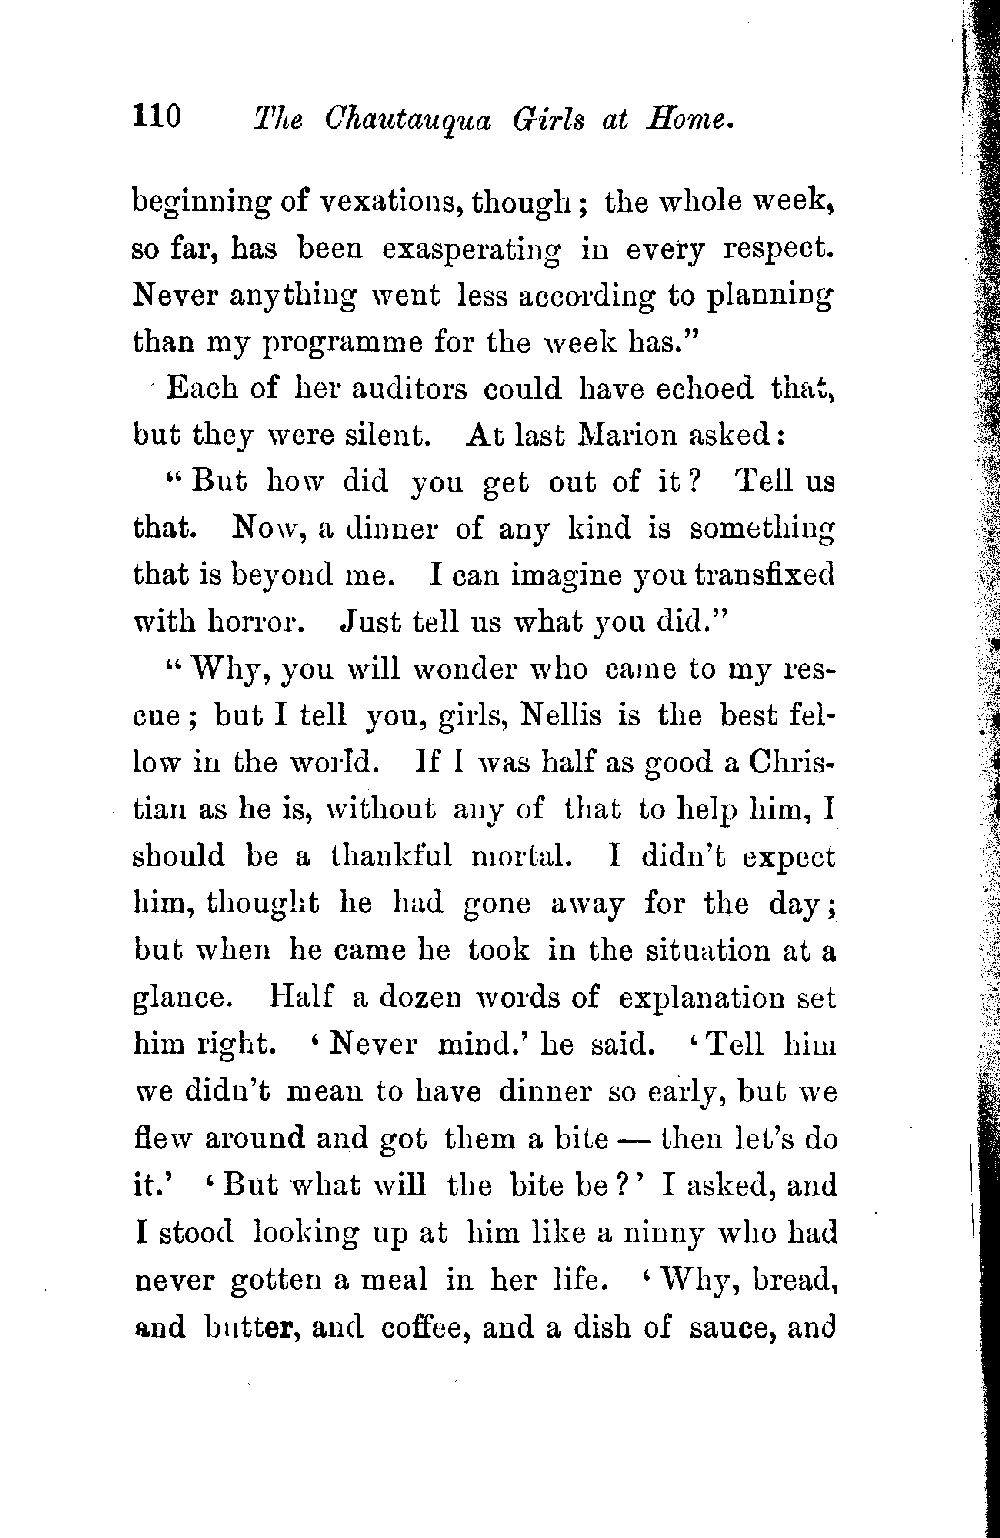 110 The Chautauqua Girls at Home.
beginning of vexations, though; the whole week,
so far, has been exasperating in every respect.
Never anything went less according to planning
than my programme for the week has.”
Each of her auditors could have echoed that,
but they were silent. At last Marion asked:
“But how did you get out of it? Tell us
that. Now, a dinner of any kind is something
that is beyond me. I can imagine you transfixed
with horror. Just tell us what you did.”
“Why, you will wonder who came to my res-
cue; but I tell you, girls, Nellis is the best fel-
low in the world. If I was half as good a Chris-
tian as he is, without any of that to help him, I
should be a thankful mortal. I didn’t expect
him, thought he had gone away for the day;
but when he came he took in the situation at a
glance. Half a dozen words of explanation set
him right. ‘Never mind.’ he said. ‘Tell him
we didn’t mean to have dinner so early, but we
flew around and got them a bite — then let’s do
it.’ ‘But what will the bite be?’ I asked, and
I stood looking up at him like a ninny who had
never gotten a meal in her life. ‘Why, bread,
and butter, and coffee, and a dish of sauce, and